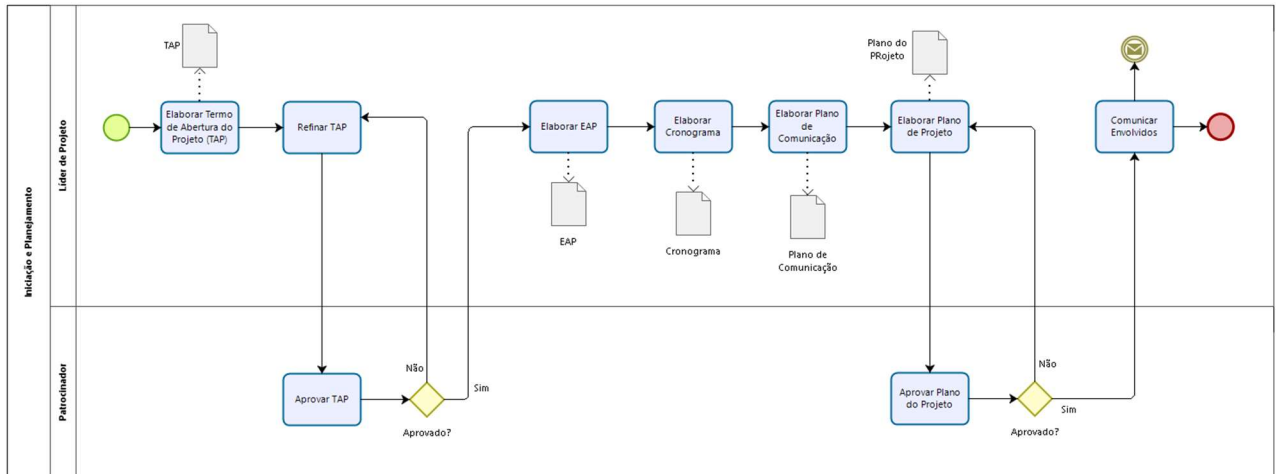 Iniciação e Planejamento
Líder de Projeto
TAP
Elaborar Termo
de Abertura do
Projeto (TAP)
Refinar TAP
Elaborar EAP
EAP
Elaborar
Cronograma
Cronograma
Elaborar Plano
de
Comunicação
Plano de
Comunicação
Plano do
PRojeto
Elaborar Plano
de Projeto
Comunicar
Envolvidos
Patrocinador
Aprovar TAP
Não
Sim
Aprovado?
Aprovar Plano
do Projeto
Não
Sim
Aprovado?